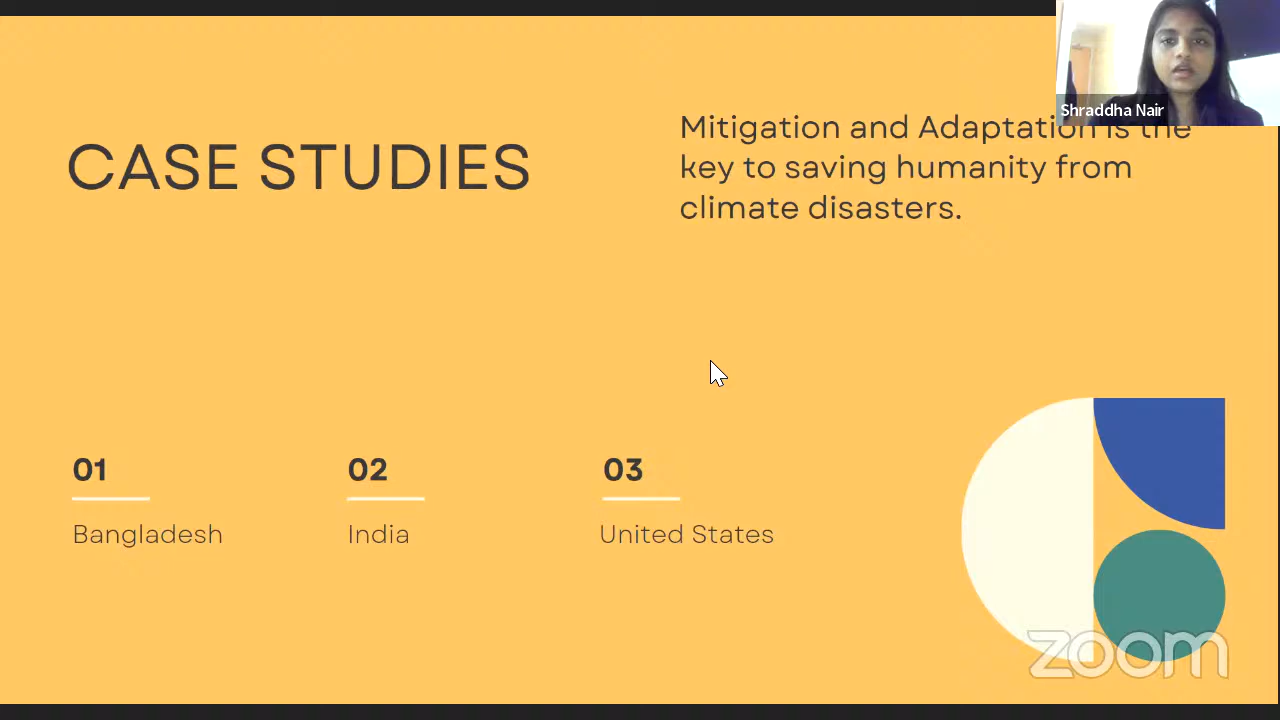 Shraddha Nair
CASE STUDIES
Mitigation and Adaptation is the
key to saving humanity from
climate disasters.
01
Bangladesh
02
India
03
United States
zoom